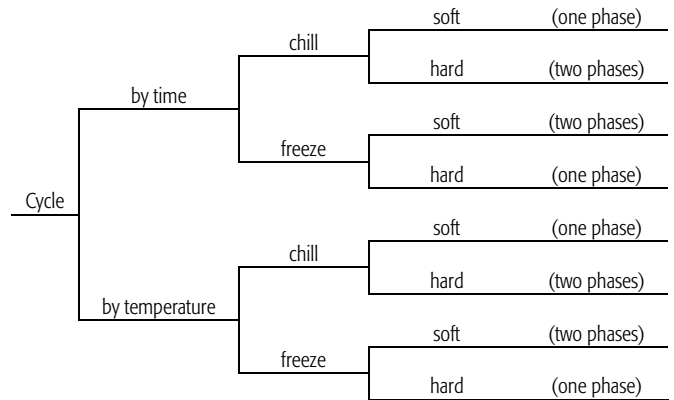 soft (one phase)
chill
hard (two phases)
by time
soft (two phases)
freeze
hard (one phase)
Cycle
soft (one phase)
chill
hard (two phases)
by temperature
soft (two phases)
freeze
hard (one phase)